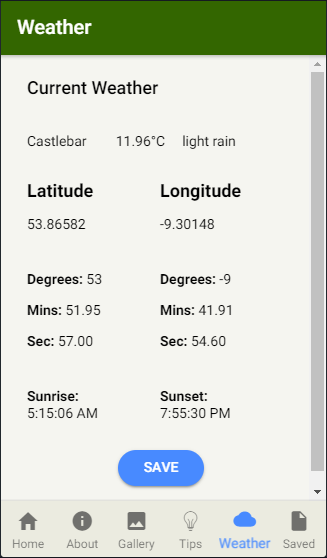 Weather
Current Weather
Castlebar 11.96°C light rain
Latitude Longitude
53.86582 -9.30148
Degrees: 53 Degrees: -9
Mins: 51.95 Mins: 41.91
Sec: 57.00 Sec: 54.60
Sunrise: Sunset:
5:15:06 AM 7:55:30 PM
SAVE
Home About Gallery Tips Weather Saved